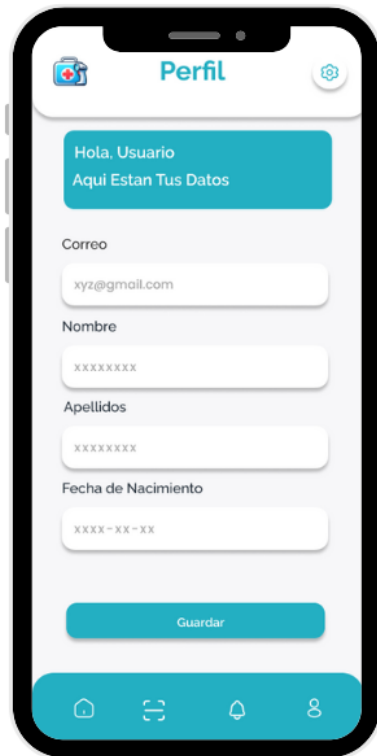 Perfil
Hola, Usuario
Aqui Estan Tus Datos
Correo
xyz@gmail.com
Nombre
xxxxxxxx
Apellidos
xxxxxxxx
Fecha de Nacimiento
xxxx-xx-xx
Guardar